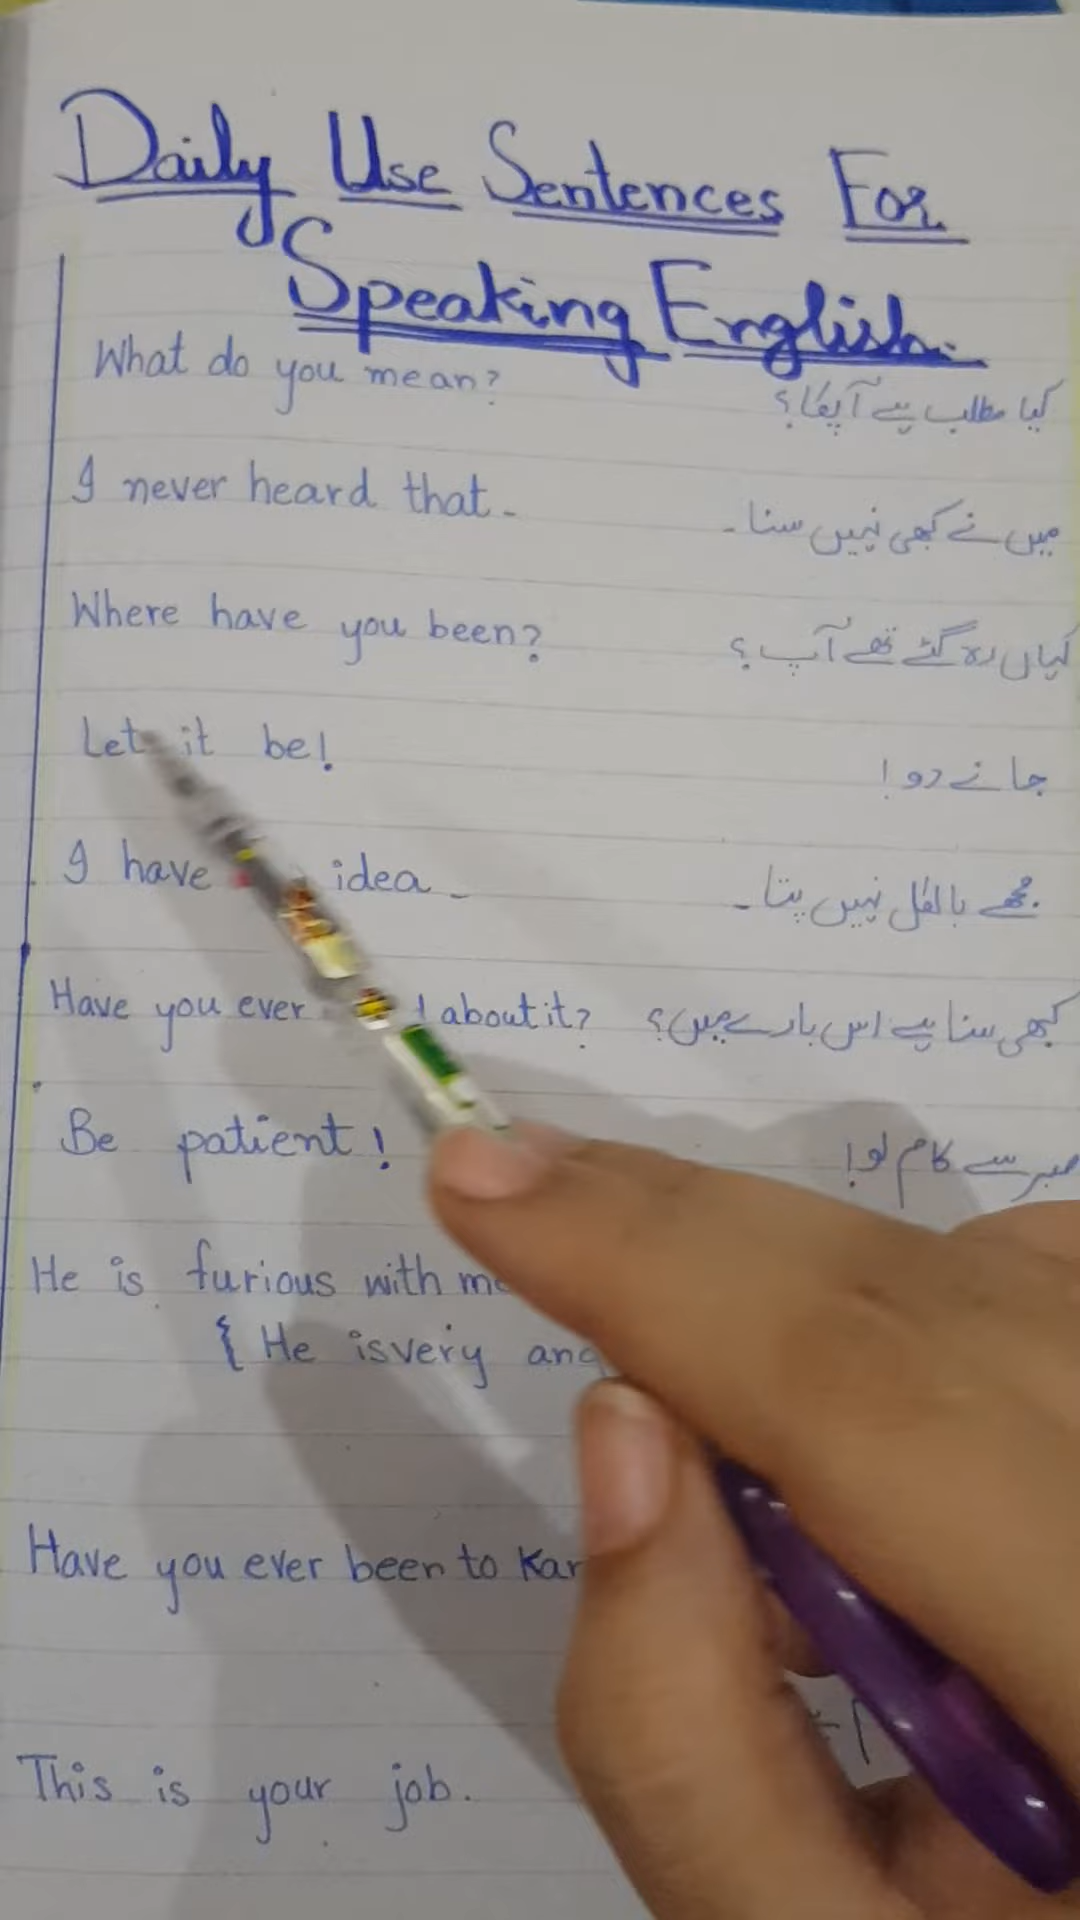 Daily Use Sentences For
Speaking English.
What do you mean? کیا مطلب ہے آپکا؟
I never heard that. میں نے کبھی نہیں سنا۔
Where have you been? کہاں رہ گئے تھے آپ؟
Let it be! جانے دو!
I have idea. مجھے بالکل نہیں پتا۔
Have you ever about it? کبھی سنا ہے اس بارے میں؟
Be patient! صبر سے کام لو!
He is furious with
{ He is very
Have you ever been to
This is your job.